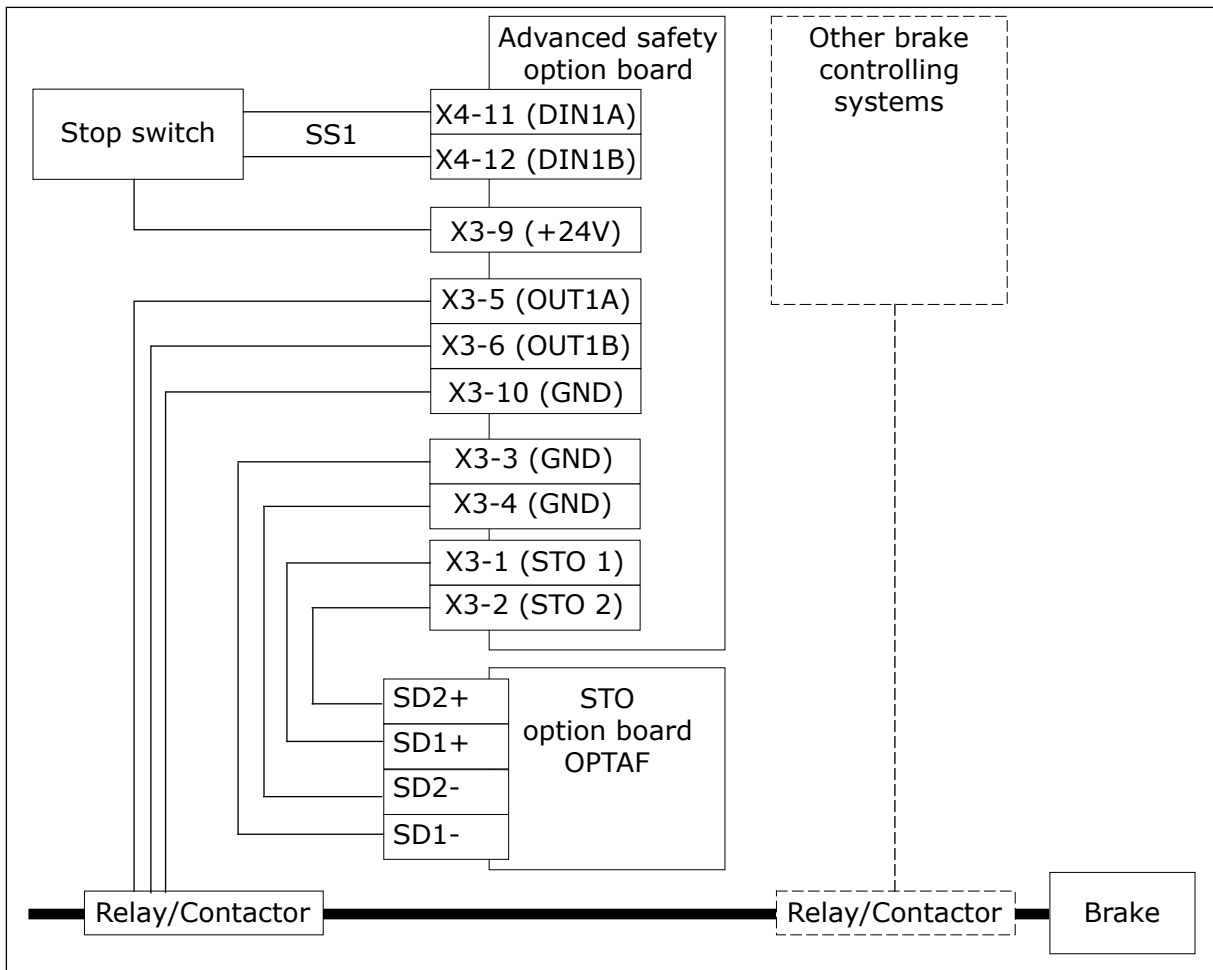 Advanced safety
option board
Other brake
controlling
systems
Stop switch
SS1
X4-11 (DIN1A)
X4-12 (DIN1B)
X3-9 (+24V)
X3-5 (OUT1A)
X3-6 (OUT1B)
X3-10 (GND)
X3-3 (GND)
X3-4 (GND)
X3-1 (STO 1)
X3-2 (STO 2)
SD2+
SD1+
SD2-
SD1-
STO
option board
OPTAF
Relay/Contactor
Relay/Contactor
Brake